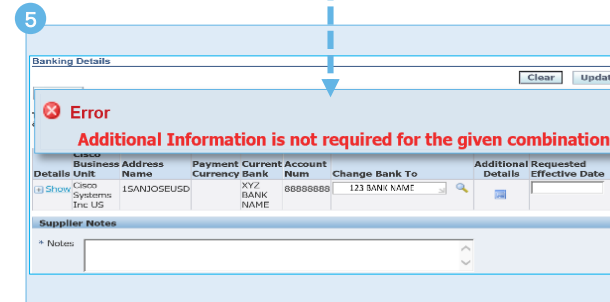 5
Banking Details
Clear Updat
Error
Additional Information is not required for the given combination
Cisco
Business Address Payment Current Account Additional Requested
Details Unit Name Currency Bank Num Change Bank To Details Effective Date
Show Cisco 1SANJOSEUSD XYZ 88888888 123 BANK NAME
Systems BANK
Inc US NAME
Supplier Notes
* Notes